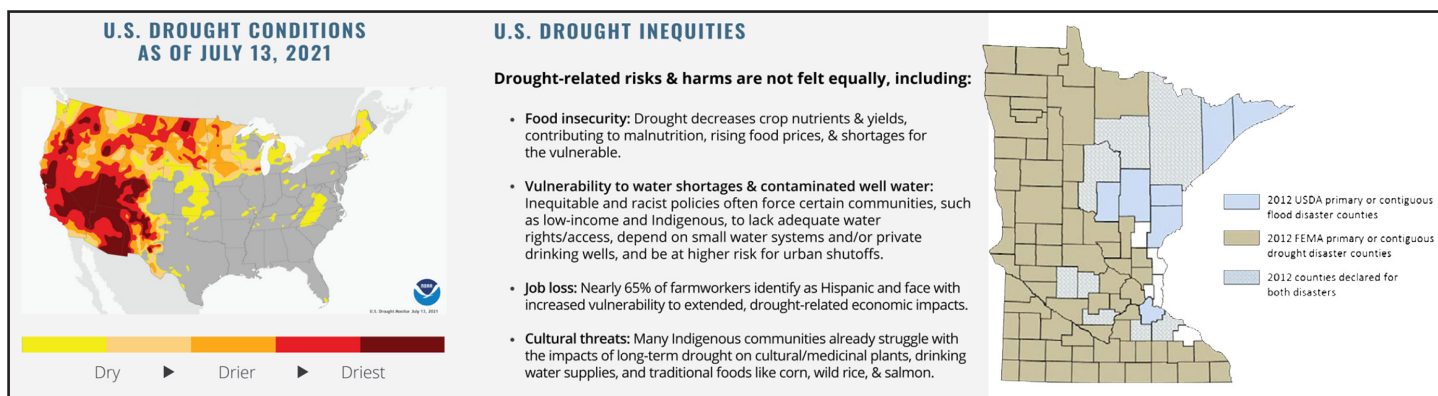 U.S. DROUGHT CONDITIONS
AS OF JULY 13, 2021
NOAA
U.S. Drought Monitor July 13, 2021
Dry ▶ Drier ▶ Driest
U.S. DROUGHT INEQUITIES
Drought-related risks & harms are not felt equally, including:
• Food insecurity: Drought decreases crop nutrients & yields,
contributing to malnutrition, rising food prices, & shortages for
the vulnerable.
• Vulnerability to water shortages & contaminated well water:
Inequitable and racist policies often force certain communities, such
as low-income and Indigenous, to lack adequate water
rights/access, depend on small water systems and/or private
drinking wells, and be at higher risk for urban shutoffs.
• Job loss: Nearly 65% of farmworkers identify as Hispanic and face with
increased vulnerability to extended, drought-related economic impacts.
• Cultural threats: Many Indigenous communities already struggle with
the impacts of long-term drought on cultural/medicinal plants, drinking
water supplies, and traditional foods like corn, wild rice, & salmon.
2012 USDA primary or contiguous
flood disaster counties
2012 FEMA primary or contiguous
drought disaster counties
2012 counties declared for
both disasters